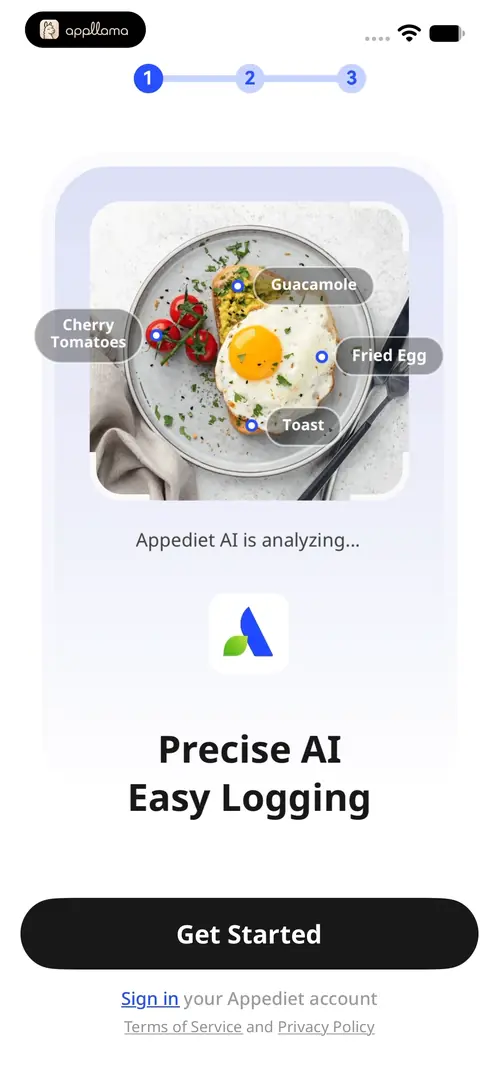 appllama
1 2 3
Guacamole
Cherry
Tomatoes
Fried Egg
Toast
Appediet AI is analyzing...
Precise AI
Easy Logging
Get Started
Sign in your Appediet account
Terms of Service and Privacy Policy